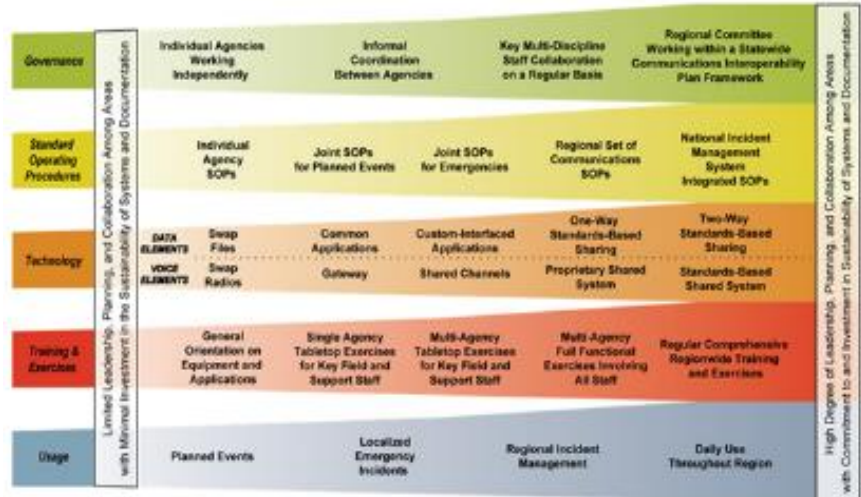 Limited Leadership, Planning, and Collaboration Among Areas
with Minimal Investment in the Sustainability of Systems and Documentation
Governance
Individual Agencies
Working
Independently
Informal
Coordination
Between Agencies
Key Multi-Discipline
Staff Collaboration
on a Regular Basis
Regional Committee
Working within a Statewide
Communications Interoperability
Plan Framework
Standard
Operating
Procedures
Individual
Agency
SOPs
Joint SOPs
for Planned Events
Joint SOPs
for Emergencies
Regional Set of
Communications
SOPs
National Incident
Management
System
Integrated SOPs
Technology
DATA
ELEMENTS
Swap
Files
Common
Applications
Custom-Interfaced
Applications
One-Way
Standards-Based
Sharing
Two-Way
Standards-Based
Sharing
VOICE
ELEMENTS
Swap
Radios
Gateway
Shared Channels
Proprietary Shared
System
Standards-Based
Shared System
Training &
Exercises
General
Orientation on
Equipment and
Applications
Single Agency
Tabletop Exercises
for Key Field and
Support Staff
Multi-Agency
Tabletop Exercises
for Key Field and
Support Staff
Multi-Agency
Full Functional
Exercises Involving
All Staff
Regular Comprehensive
Regionwide Training
and Exercises
Usage
Planned Events
Localized
Emergency
Incidents
Regional Incident
Management
Daily Use
Throughout Region
High Degree of Leadership, Planning, and Collaboration Among Areas
with Commitment to and Investment in Sustainability of Systems and Documentation